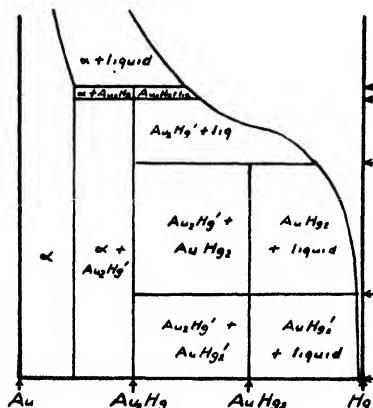 α + liquid
α + Au₂Hg
Au₂Hg + liq
Au₂Hg' + liq
α
α +
Au₂Hg'
Au₂Hg' +
AuHg₂
AuHg₂
+ liquid
Au₂Hg' +
AuHg₂'
AuHg₂'
+ liquid
Au
Au₂Hg
AuHg₂
Hg